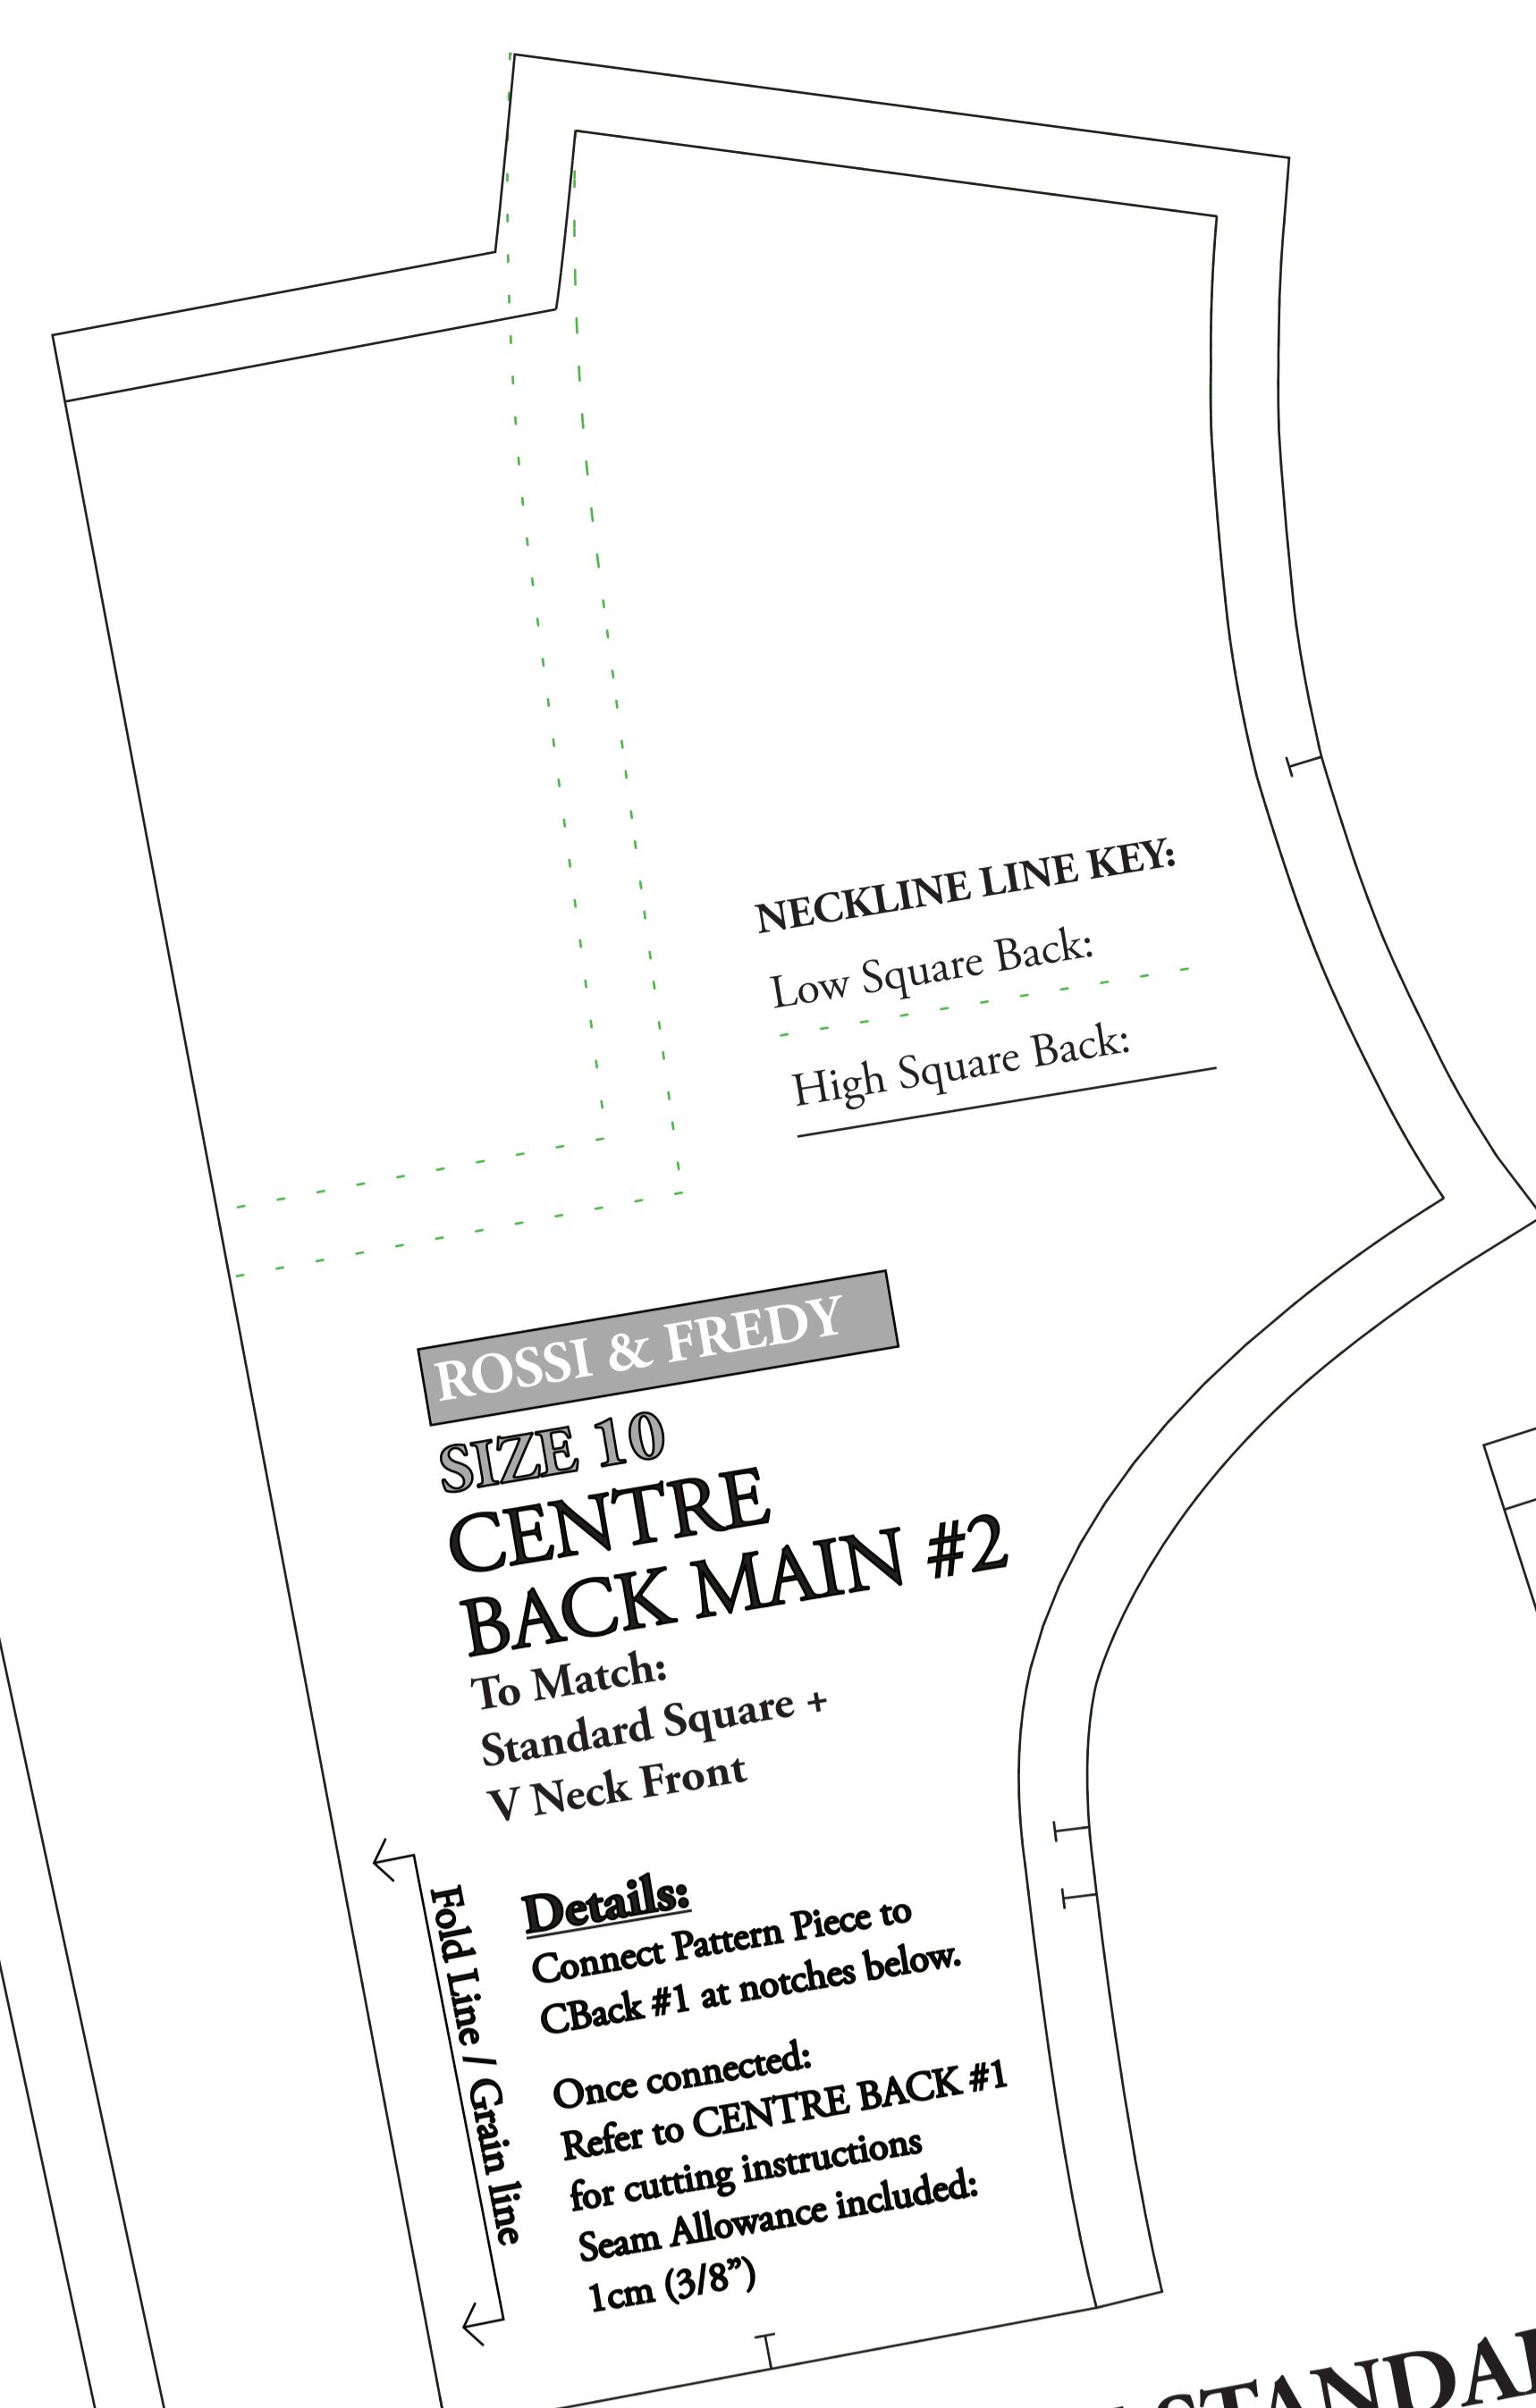 NECKLINE LINE KEY:
Low Square Back:
High Square Back:
ROSSI & FREDY
SIZE 10
CENTRE
BACK MAIN #2
To Match:
Standard Square +
V Neck Front
Fold Line / Grain line
Details:
Connect Pattern Piece to
CBack #1 at notches below.
Once connected:
Refer to CENTRE BACK #1
for cutting instructions
Seam Allowance included:
1cm (3/8”)